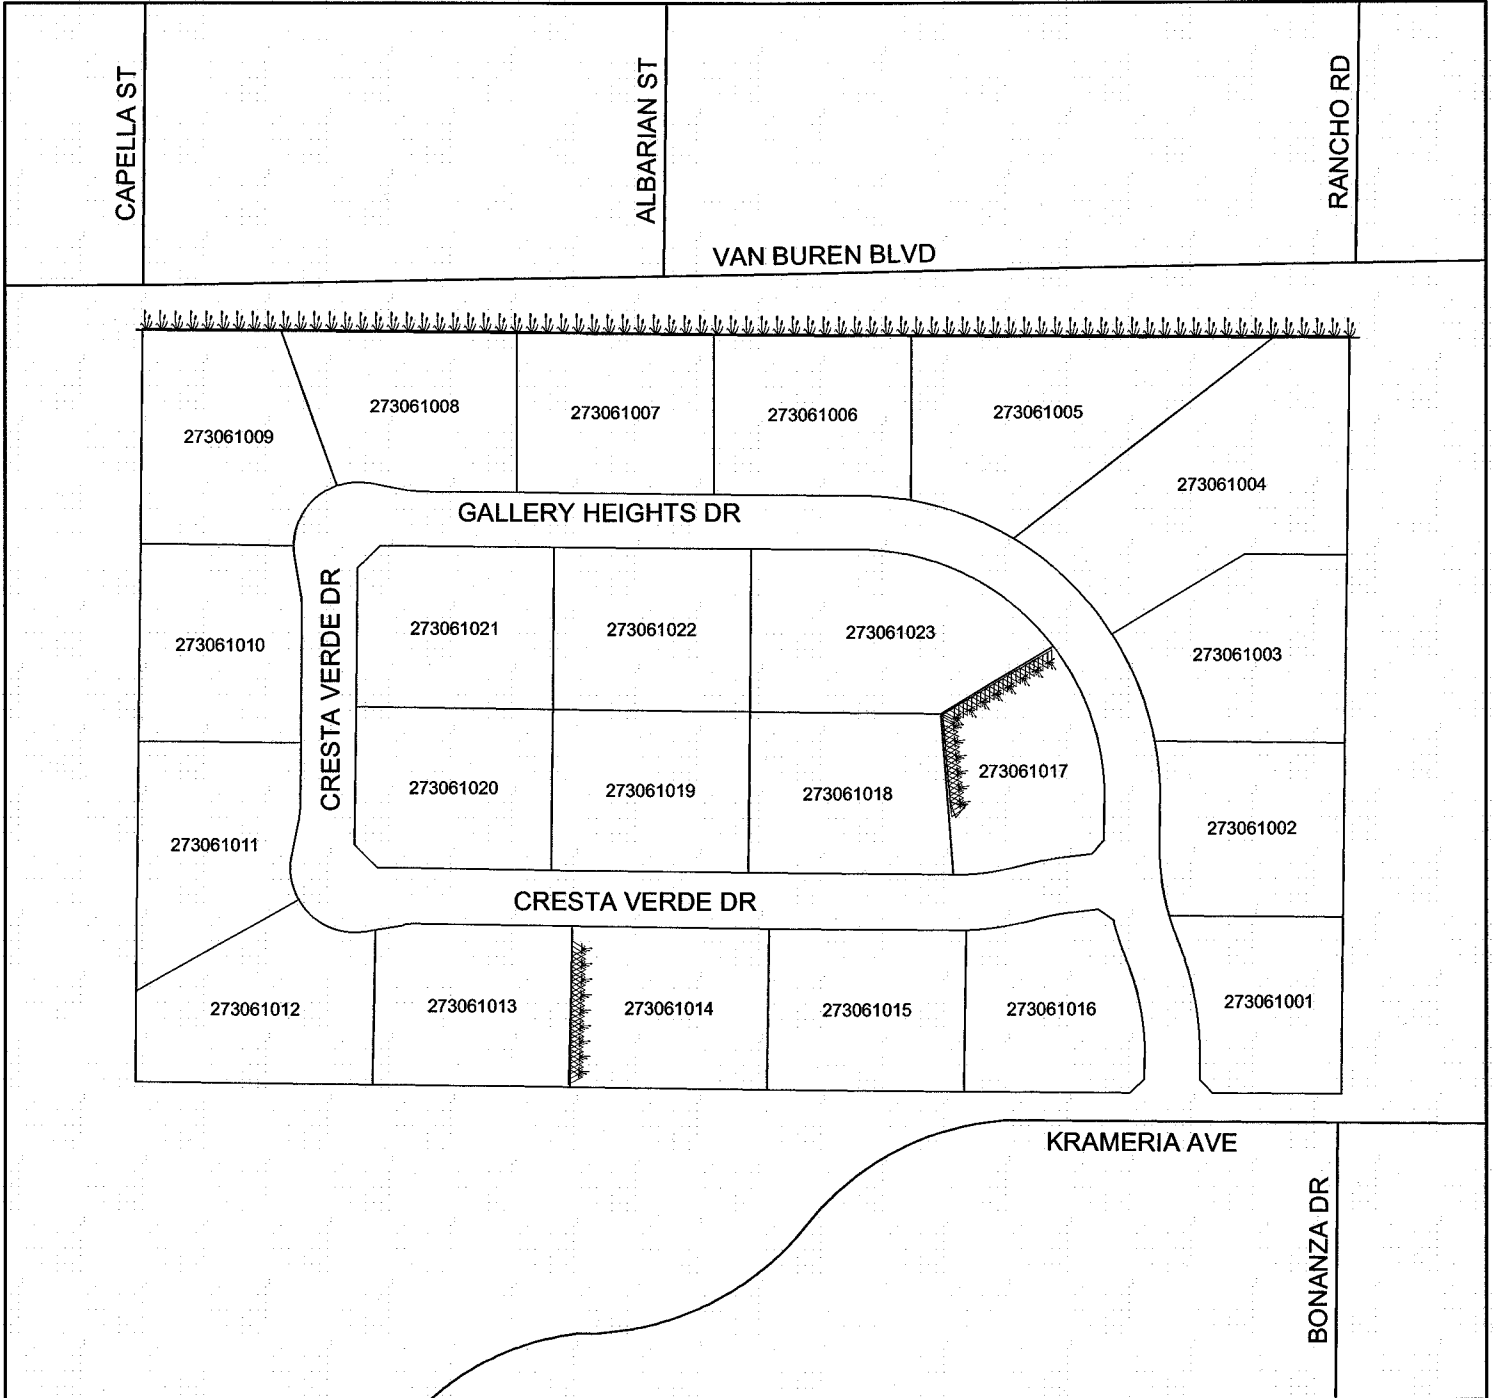 CAPELLA ST
ALBARIAN ST
RANCHO RD
VAN BUREN BLVD
273061009
273061008
273061007
273061006
273061005
273061004
GALLERY HEIGHTS DR
CRESTA VERDE DR
273061010
273061021
273061022
273061023
273061003
273061011
273061020
273061019
273061018
273061017
273061002
CRESTA VERDE DR
273061012
273061013
273061014
273061015
273061016
273061001
KRAMERIA AVE
BONANZA DR